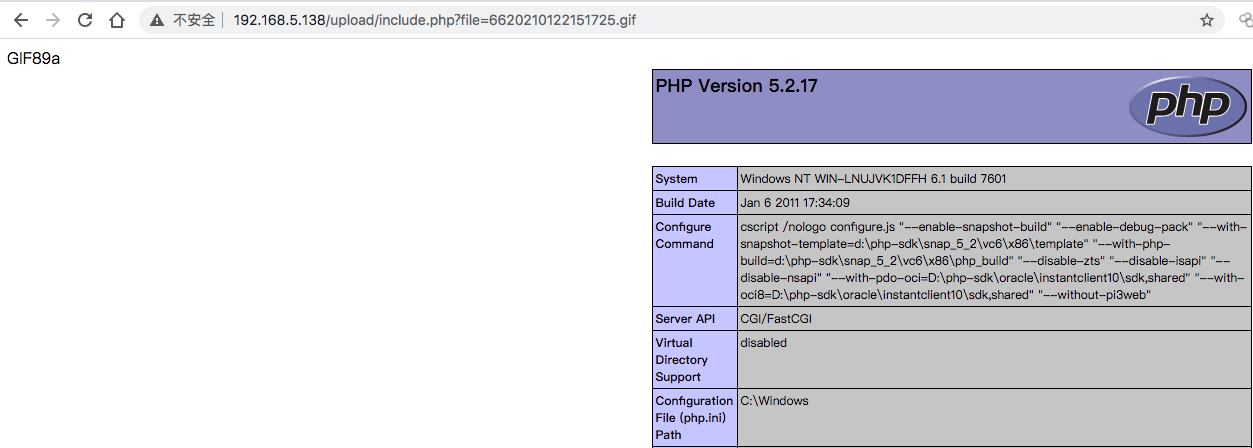 不安全 192.168.5.138/upload/include.php?file=6620210122151725.gif
GIF89a
PHP Version 5.2.17
php
System Windows NT WIN-LNUJVK1DFFH 6.1 build 7601
Build Date Jan 6 2011 17:34:09
Configure Command
cscript /nologo configure.js "--enable-snapshot-build" "--enable-debug-pack" "--with-
snapshot-template=d:\php-sdk\snap_5_2\vc6\x86\template" "--with-php-
build=d:\php-sdk\snap_5_2\vc6\x86\php_build" "--disable-zts" "--disable-isapi" "--
disable-nsapi" "--with-pdo-oci=D:\php-sdk\oracle\instantclient10\sdk,shared" "--with-
oci8=D:\php-sdk\oracle\instantclient10\sdk,shared" "--without-pi3web"
Server API CGI/FastCGI
Virtual
Directory
Support
disabled
Configuration
File (php.ini)
Path
C:\Windows